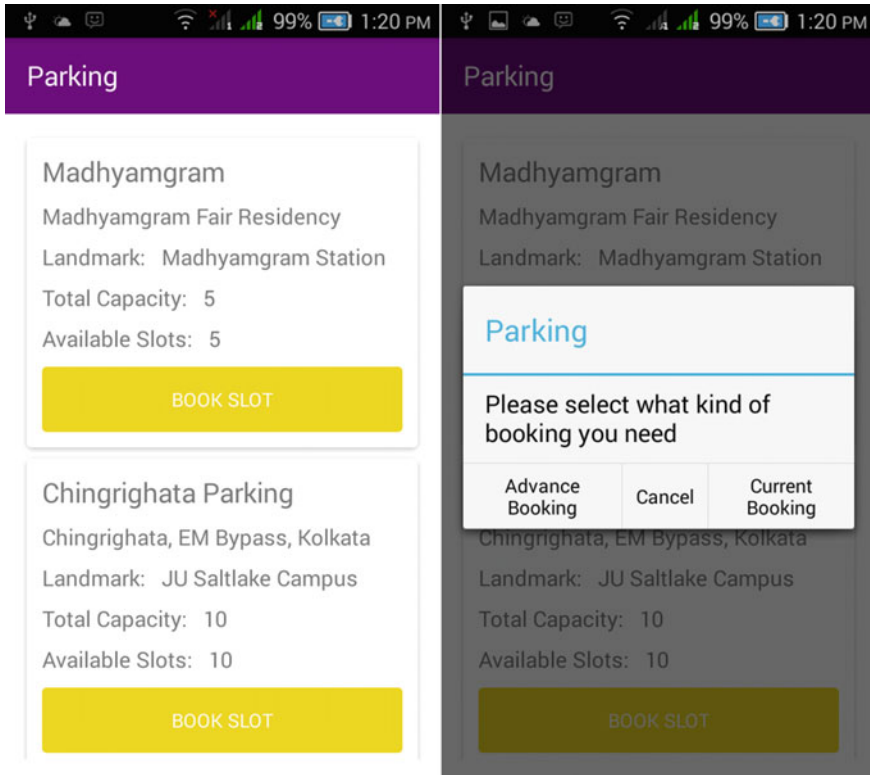 99% 1:20 PM
Parking
Madhyamgram
Madhyamgram Fair Residency
Landmark: Madhyamgram Station
Total Capacity: 5
Available Slots: 5
BOOK SLOT
Chingrighata Parking
Chingrighata, EM Bypass, Kolkata
Landmark: JU Saltlake Campus
Total Capacity: 10
Available Slots: 10
BOOK SLOT
99% 1:20 PM
Parking
Madhyamgram
Madhyamgram Fair Residency
Landmark: Madhyamgram Station
Parking
Please select what kind of
booking you need
Advance
Booking
Cancel
Current
Booking
Chingrighata, EM Bypass, Kolkata
Landmark: JU Saltlake Campus
Total Capacity: 10
Available Slots: 10
BOOK SLOT